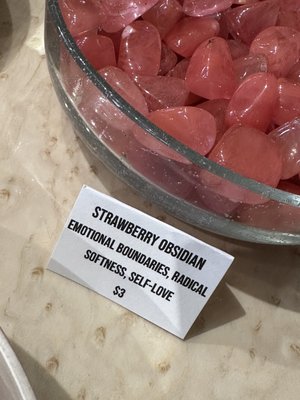 STRAWBERRY OBSIDIAN
EMOTIONAL BOUNDARIES, RADICAL
SOFTNESS, SELF-LOVE
$3